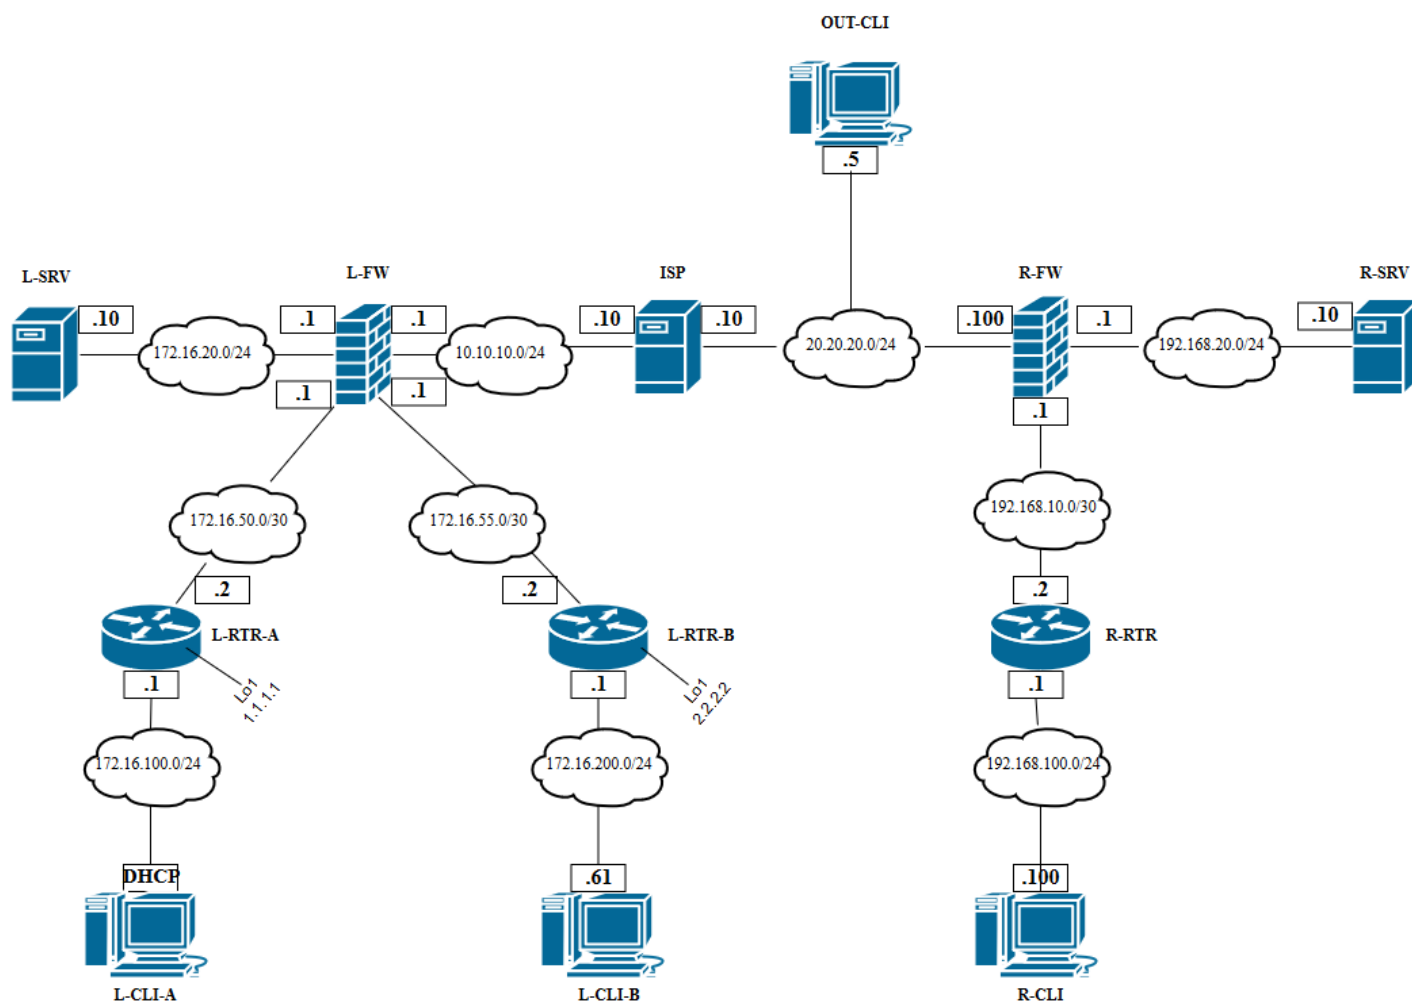 OUT-CLI
.5
L-SRV
L-FW
ISP
R-FW
R-SRV
.10
.1
.1
.10
.10
.100
.1
.10
172.16.20.0/24
10.10.10.0/24
20.20.20.0/24
192.168.20.0/24
.1
.1
.1
172.16.50.0/30
172.16.55.0/30
192.168.10.0/30
.2
.2
.2
L-RTR-A
L-RTR-B
R-RTR
Lo1
1.1.1.1
Lo1
2.2.2.2
.1
.1
.1
172.16.100.0/24
172.16.200.0/24
192.168.100.0/24
DHCP
.61
.100
L-CLI-A
L-CLI-B
R-CLI